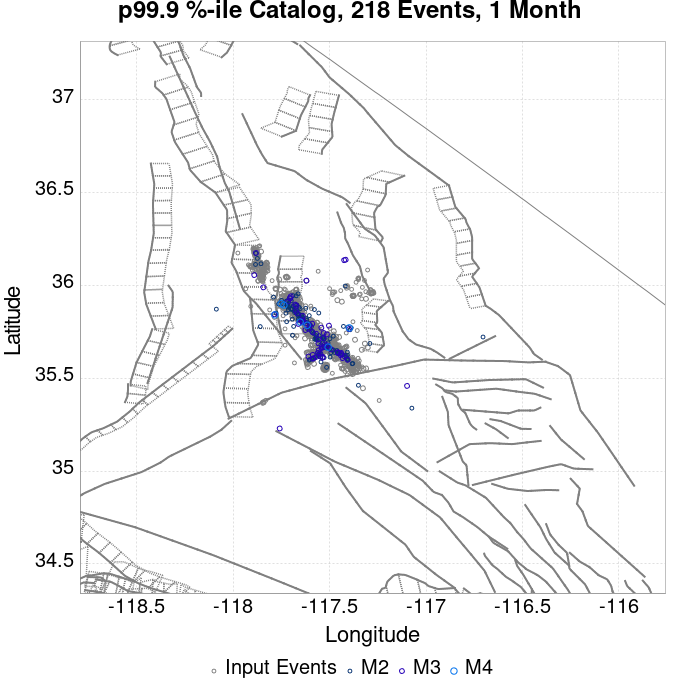 p99.9 %-ile Catalog, 218 Events, 1 Month
37
36.5
36
35.5
35
34.5
Latitude
-118.5 -118 -117.5 -117 -116.5 -116
Longitude
Input Events M2 M3 M4